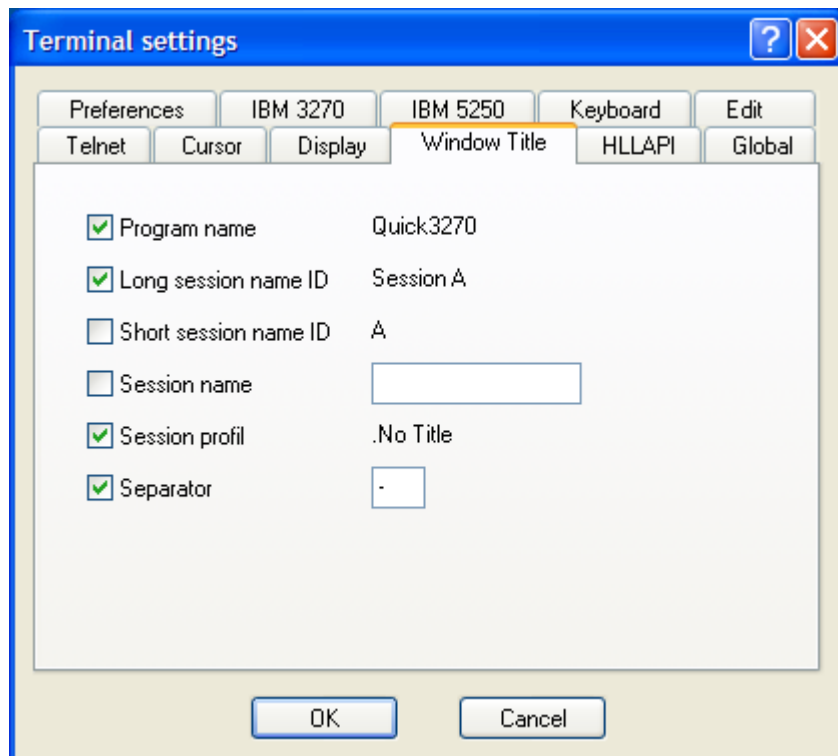 Terminal settings
Preferences IBM 3270 IBM 5250 Keyboard Edit
Telnet Cursor Display Window Title HLLAPI Global
Program name Quick3270
Long session name ID Session A
Short session name ID A
Session name
Session profil .No Title
Separator -
OK Cancel